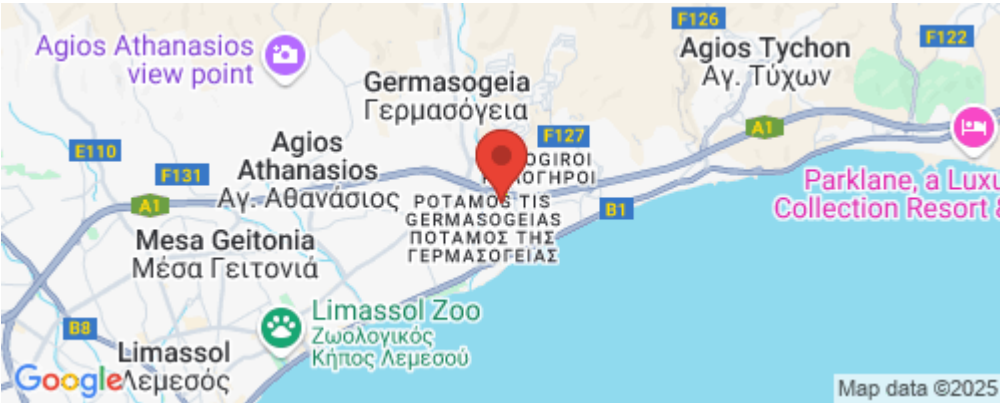 F126
F122
Agios Athanasios
view point
Agios Tychon
Αγ. Τύχων
Germasogeia
Γερμασόγεια
A1
F127
E110
Agios
Athanasios
Αγ. Αθανάσιος
F131
A1
POTAMOS TIS
GERMASOGEIAS
ΠΟΤΑΜΟΣ ΤΗΣ
ΓΕΡΜΑΣΟΓΕΙΑΣ
B1
Parklane, a Luxu
Collection Resort &
Mesa Geitonia
Μέσα Γειτονιά
Limassol Zoo
Ζωολογικός
Κήπος Λεμεσού
B8
Limassol
Λεμεσός
Google
Map data ©2025